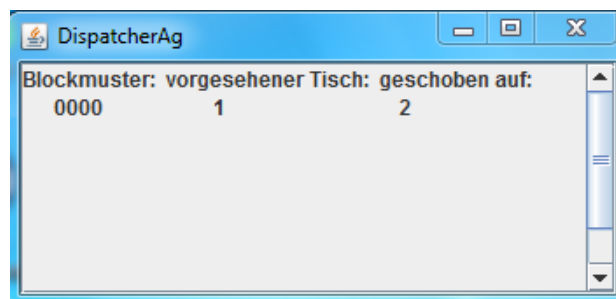 DispatcherAg
Blockmuster: vorgesehener Tisch: geschoben auf:
0000 1 2